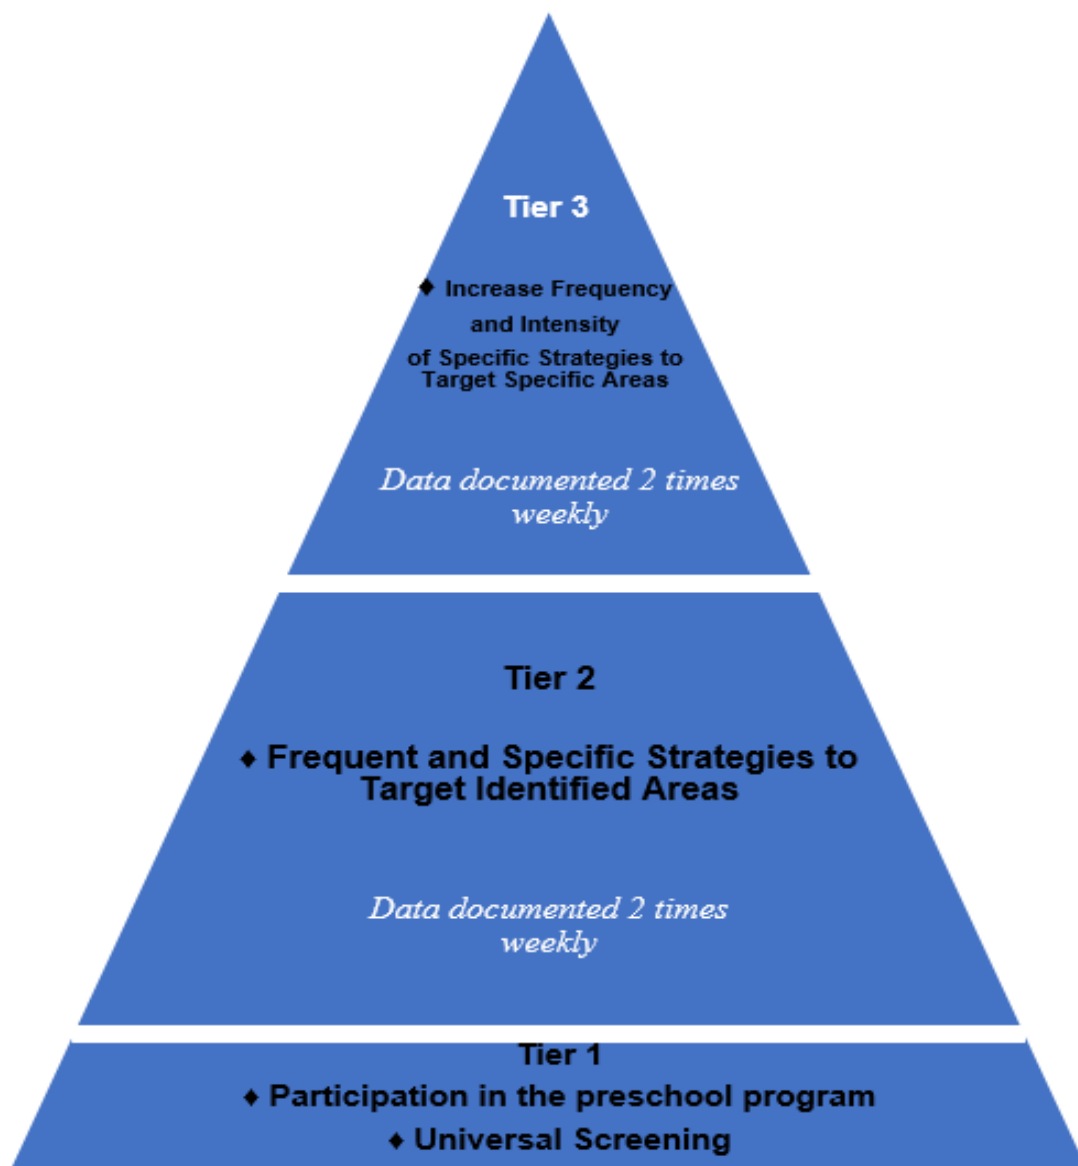 Tier 3
♦ Increase Frequency
and Intensity
of Specific Strategies to
Target Specific Areas
Data documented 2 times
weekly
Tier 2
♦ Frequent and Specific Strategies to
Target Identified Areas
Data documented 2 times
weekly
Tier 1
♦ Participation in the preschool program
♦ Universal Screening